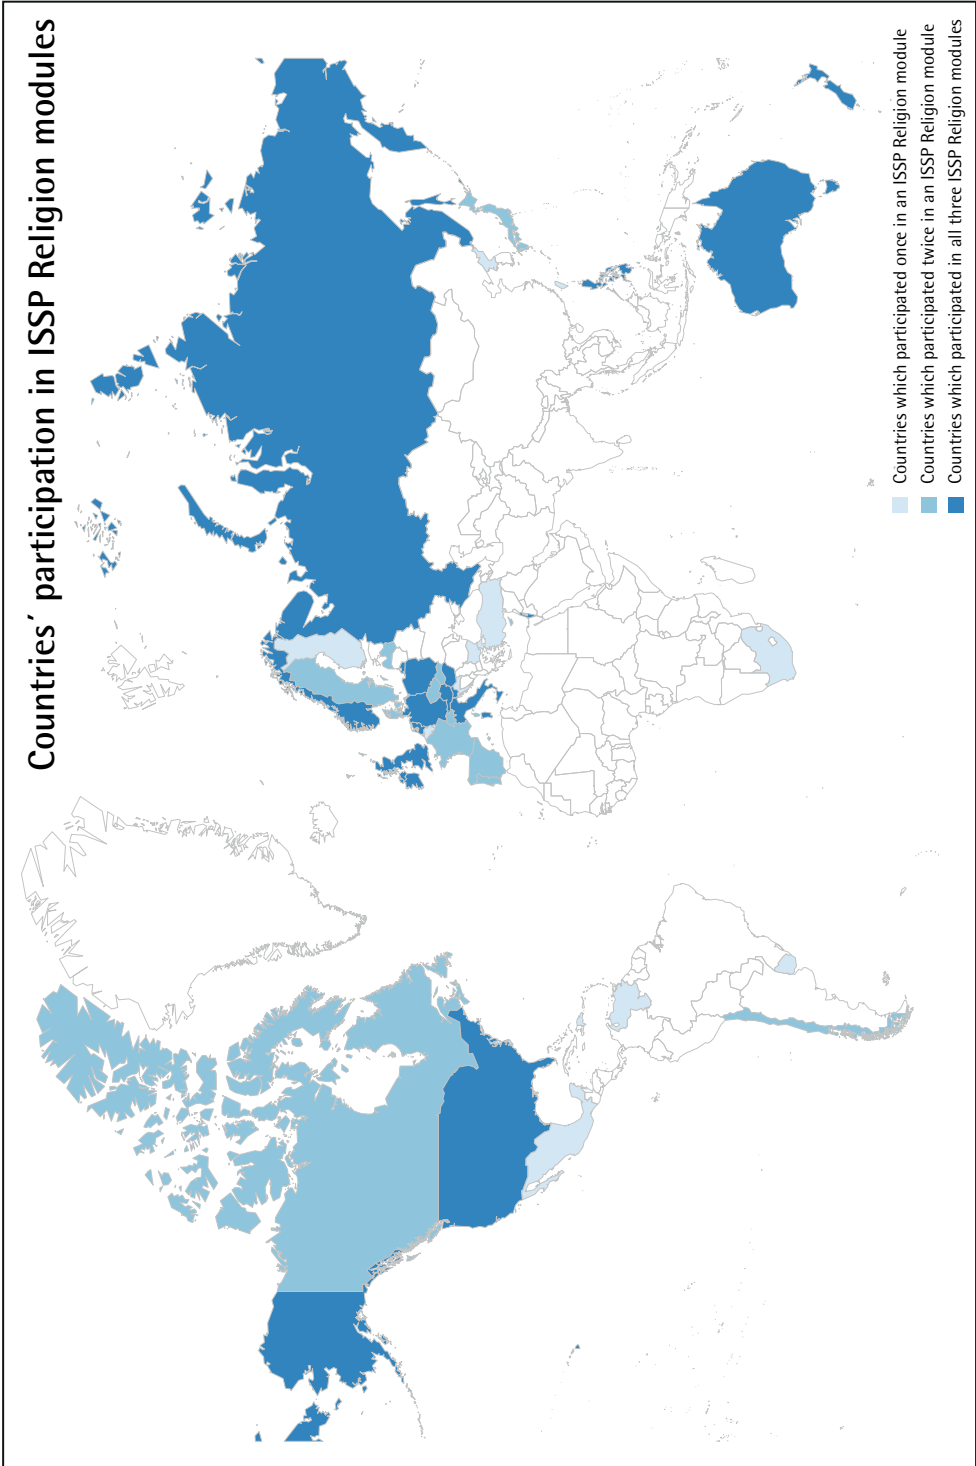 Countries´ participation in ISSP Religion modules
Countries which participated once in an ISSP Religion module
Countries which participated twice in an ISSP Religion module
Countries which participated in all three ISSP Religion modules